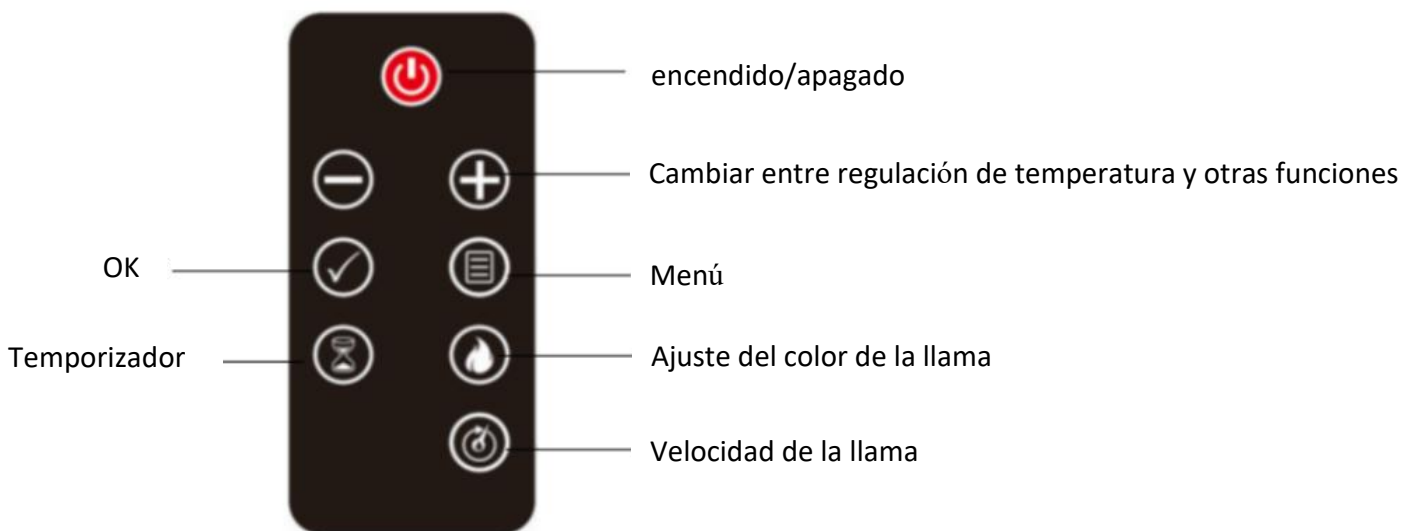 encendido/apagado
Cambiar entre regulación de temperatura y otras funciones
OK
Menú
Temporizador
Ajuste del color de la llama
Velocidad de la llama